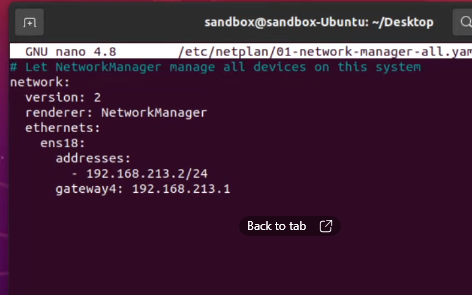 sandbox@sandbox-Ubuntu: ~/Desktop
GNU nano 4.8 /etc/netplan/01-network-manager-all.yam
# Let NetworkManager manage all devices on this system
network:
version: 2
renderer: NetworkManager
ethernets:
ens18:
addresses:
- 192.168.213.2/24
gateway4: 192.168.213.1
Back to tab